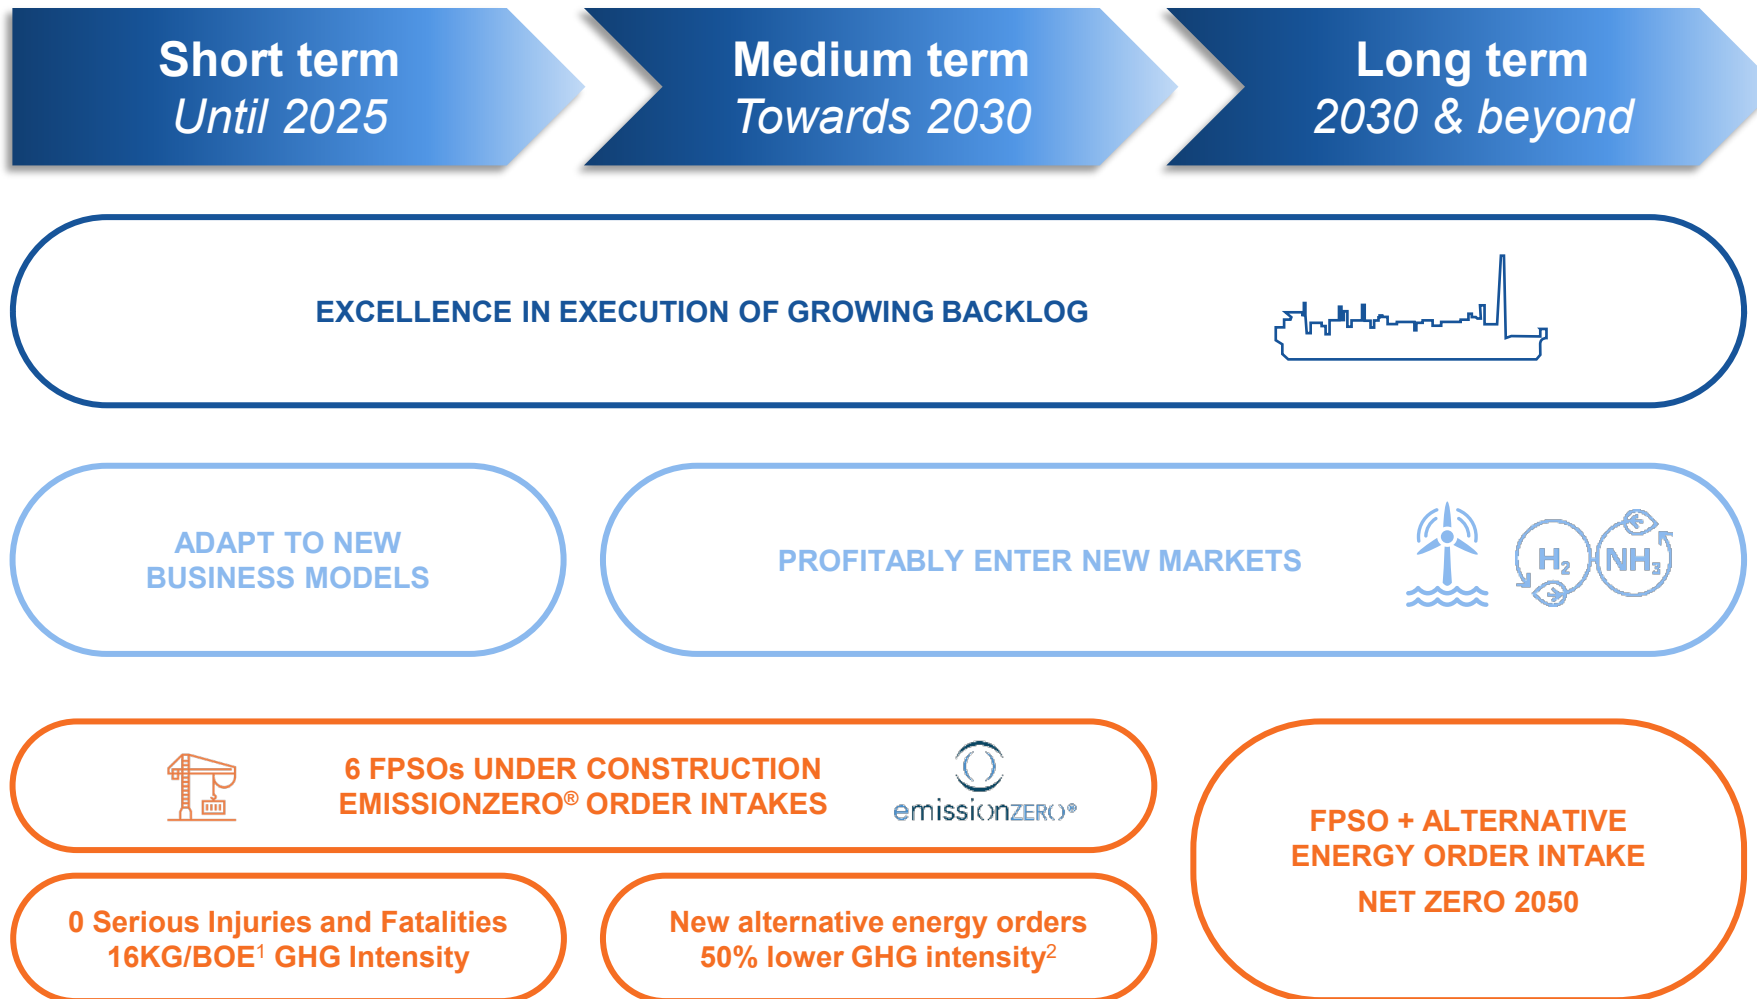 Short term
Until 2025
Medium term
Towards 2030
Long term
2030 & beyond
EXCELLENCE IN EXECUTION OF GROWING BACKLOG
ADAPT TO NEW
BUSINESS MODELS
PROFITABLY ENTER NEW MARKETS
H₂
NH₃
6 FPSOs UNDER CONSTRUCTION
EMISSIONZERO® ORDER INTAKES
emissi()nZER()®
0 Serious Injuries and Fatalities
16KG/BOE¹ GHG Intensity
New alternative energy orders
50% lower GHG intensity²
FPSO + ALTERNATIVE
ENERGY ORDER INTAKE
NET ZERO 2050